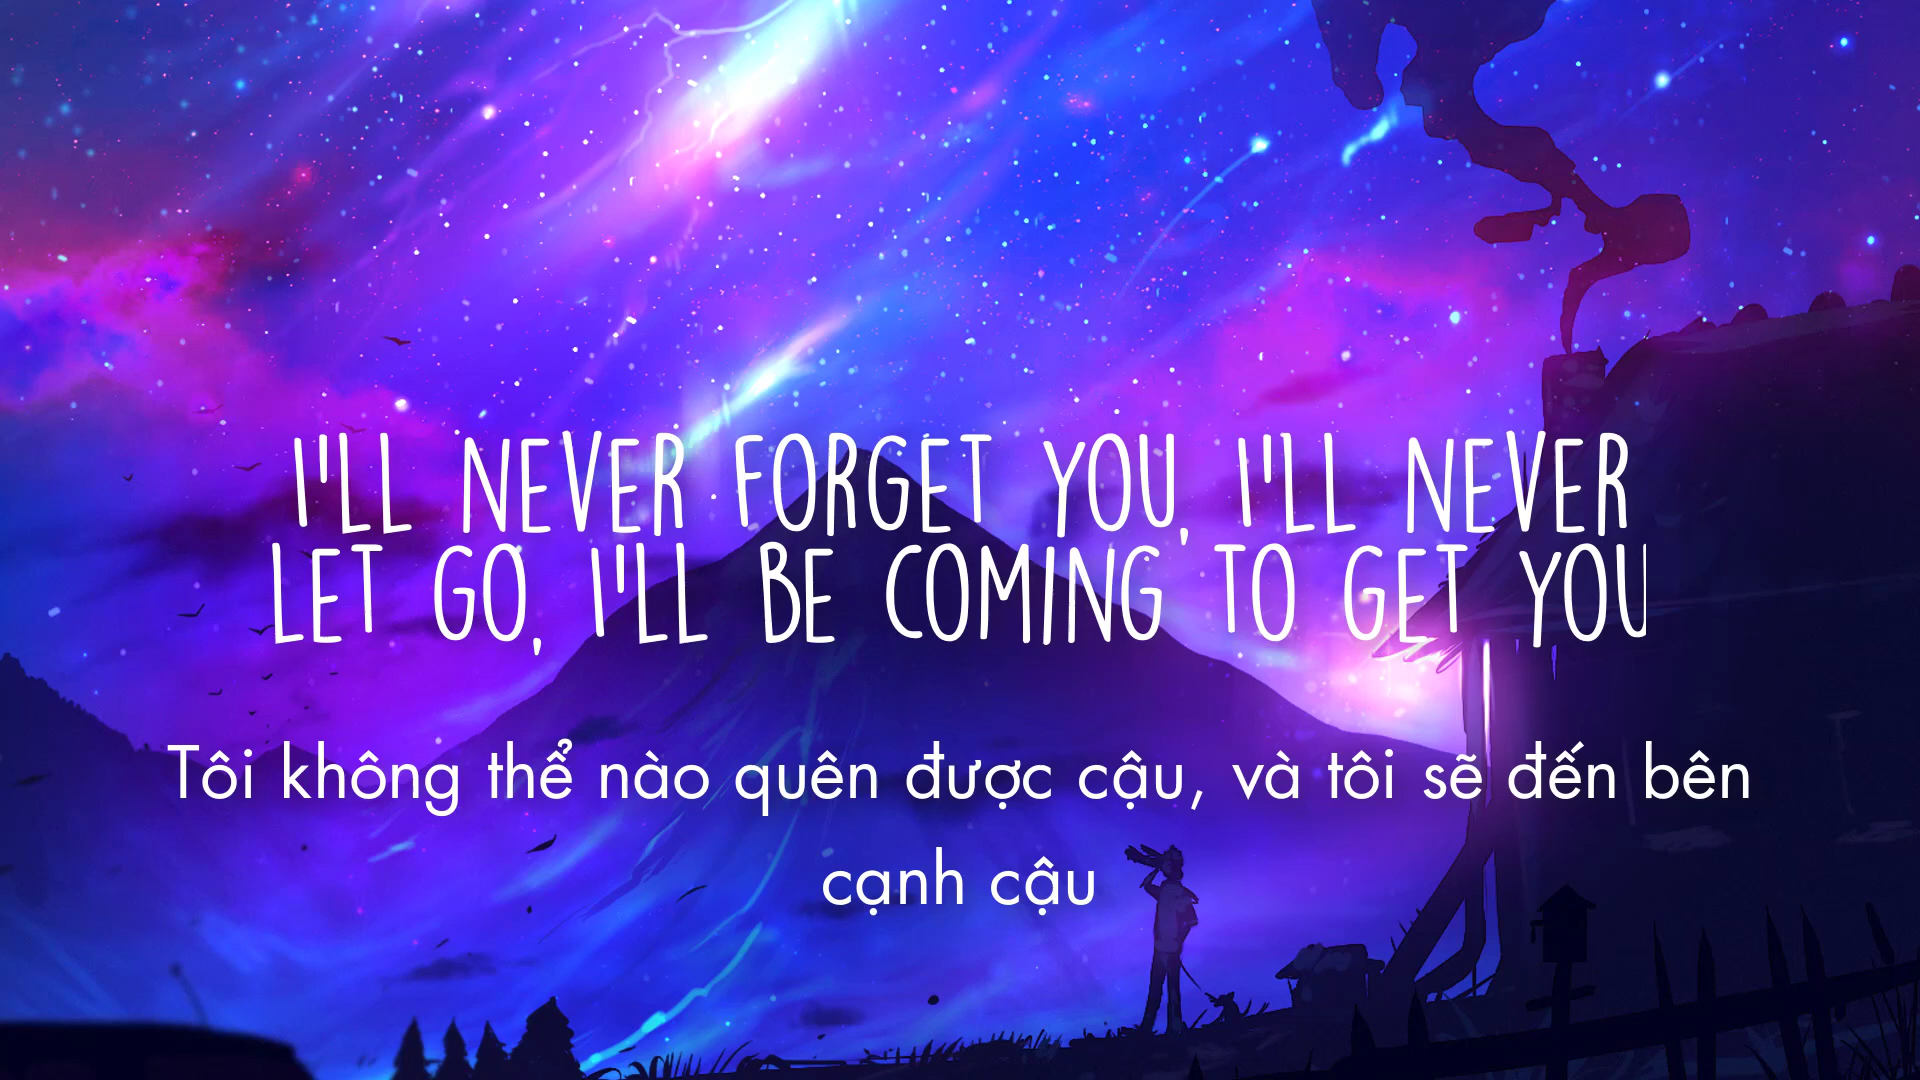 I'LL NEVER FORGET YOU, I'LL NEVER
LET GO, I'LL BE COMING TO GET YOU
Tôi không thể nào quên được cậu, và tôi sẽ đến bên
cạnh cậu